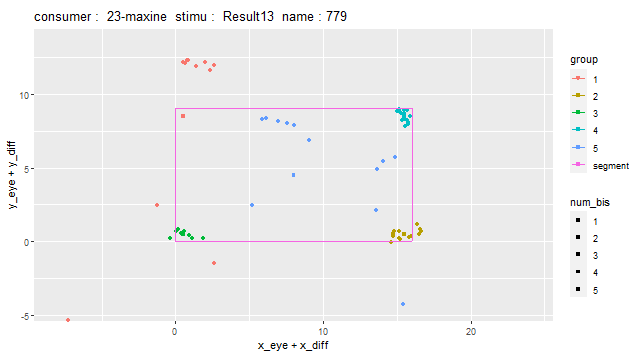 consumer : 23-maxine stimu : Result13 name : 779
y_eye + y_diff
10
5
0
-5
0
10
20
x_eye + x_diff
group
1
2
3
4
5
segment
num_bis
1
2
3
4
5